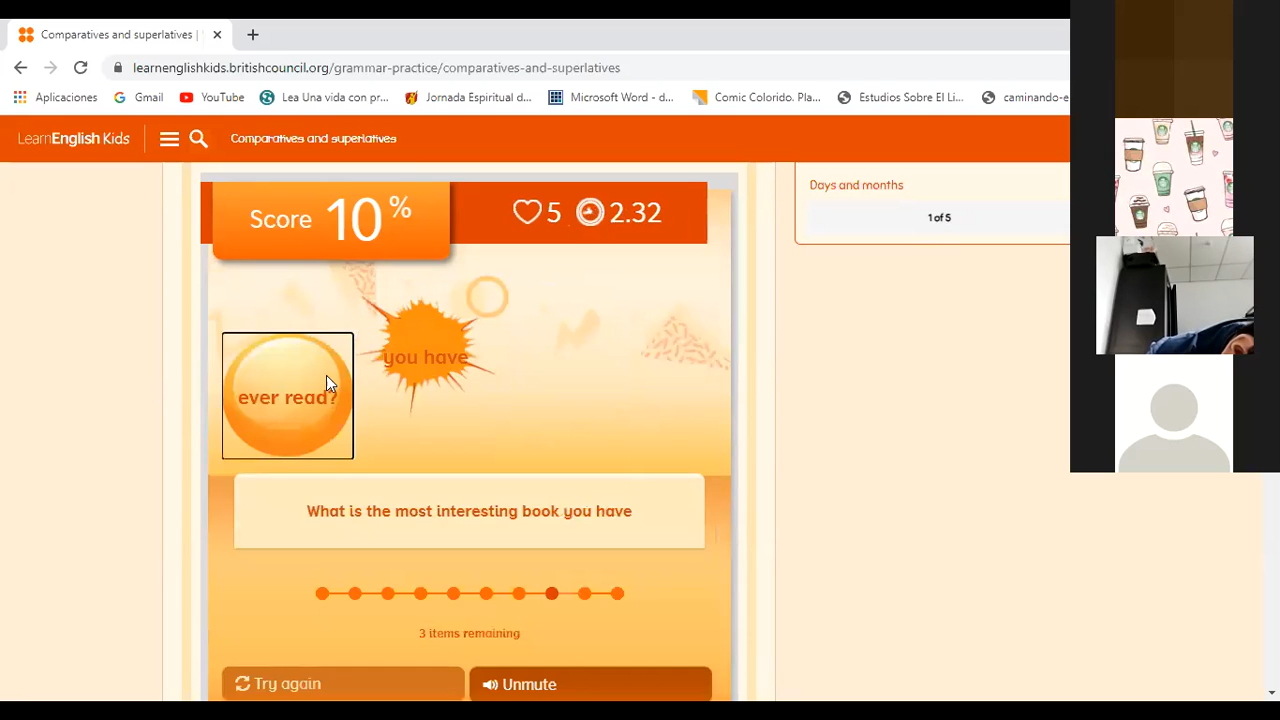 Comparatives and superlatives |
learnenglishkids.britishcouncil.org/grammar-practice/comparatives-and-superlatives
Aplicaciones
Gmail
YouTube
Lea Una vida con pr...
Jornada Espiritual d...
Microsoft Word - d...
Comic Colorido. Pla...
Estudios Sobre El Li...
caminando-e
LearnEnglish Kids
Comparatives and superlatives
Score 10 %
5
2.32
Days and months
1 of 5
you have
ever read?
What is the most interesting book you have
3 items remaining
Try again
Unmute